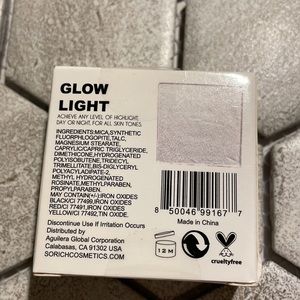 GLOW
LIGHT
ACHIEVE ANY LEVEL OF HIGHLIGHT,
DAY OR NIGHT, FOR ALL SKIN TONES
INGREDIENTS:MICA,SYNTHETIC
FLUORPHLOGOPITE,TALC,
MAGNESIUM STEARATE,
CAPRYLIC/CAPRIC TRIGLYCERIDE,
DIMETHICONE,HYDROGENATED
POLYISOBUTENE,TRIDECYL
TRIMELLITATE,BIS-DIGLYCERYL
POLYACYLADIPATE-2,
METHYL HYDROGENATED
ROSINATE,METHYLPARABEN,
PROPYLPARABEN.
MAY CONTAIN(+/-):IRON OXIDES
BLACK/CI 77499,IRON OXIDES
RED/CI 77491,IRON OXIDES
YELLOW/CI 77492,TIN OXIDE
Discontinue Use if Irritation Occurs
Distributed by
Aguilera Global Corporation
Calabasas, CA 91302 USA
SORICHCOSMETICS.COM
8 50046 99167 7
Made in China
12M
crueltyfree